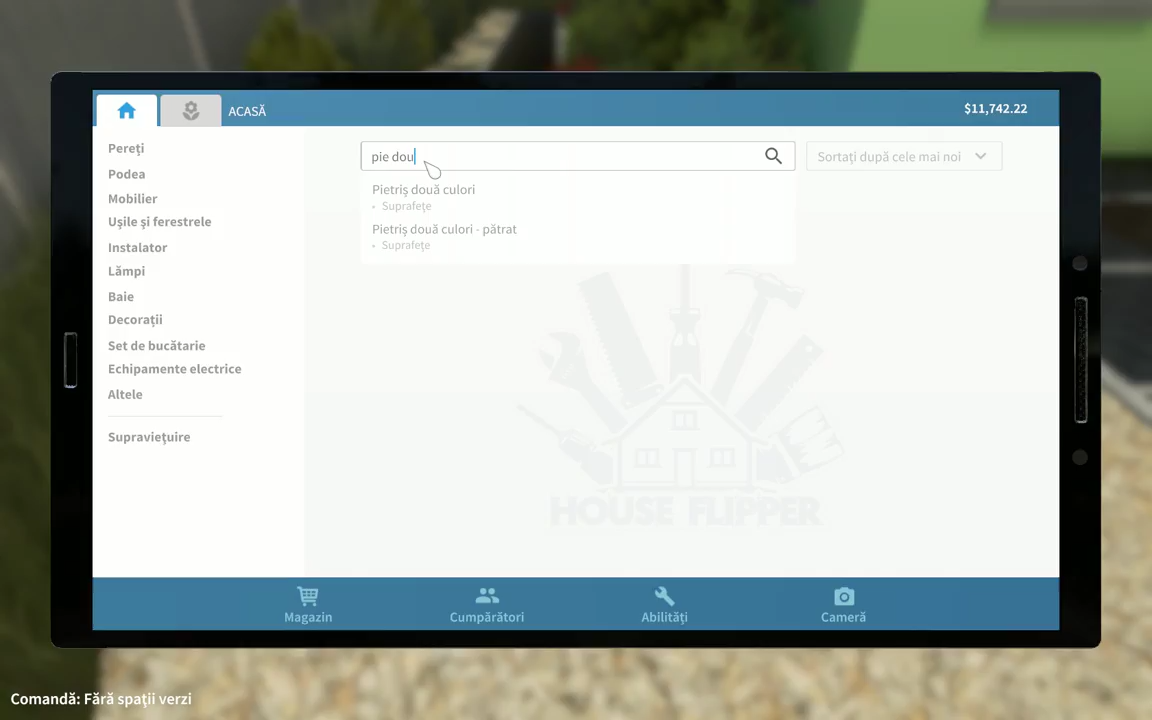 ACASĂ
$11,742.22
Pereți
Podea
Mobilier
Ușile și ferestrele
Instalator
Lămpi
Baie
Decorații
Set de bucătarie
Echipamente electrice
Altele
Supraviețuire
pie dou
Sortați după cele mai noi
Pietriș două culori
• Suprafețe
Pietriș două culori - pătrat
• Suprafețe
HOUSE FLIPPER
Magazin
Cumpărători
Abilități
Cameră
Comandă: Fără spații verzi